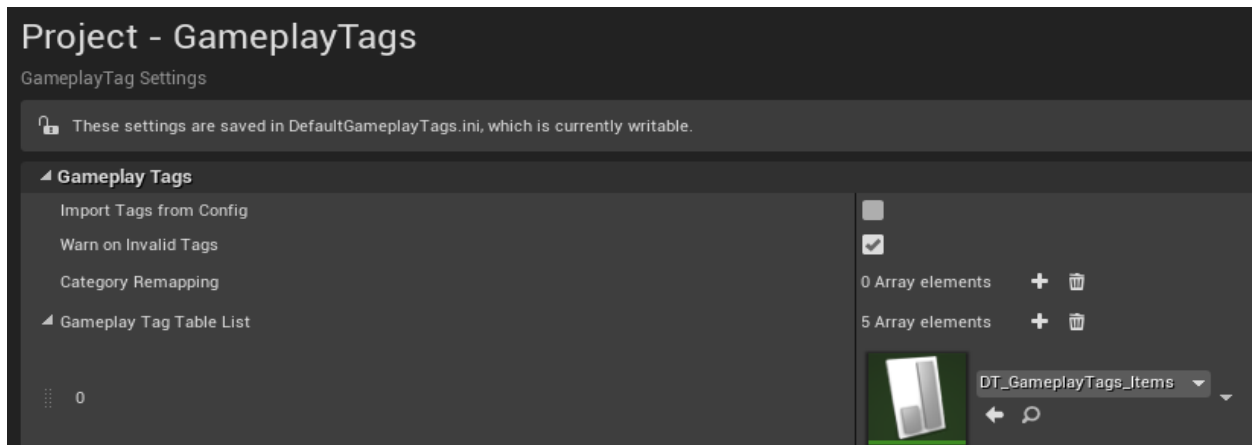 Project - GameplayTags
GameplayTag Settings
These settings are saved in DefaultGameplayTags.ini, which is currently writable.
Gameplay Tags
Import Tags from Config
Warn on Invalid Tags
Category Remapping 0 Array elements
Gameplay Tag Table List 5 Array elements
0 DT_GameplayTags_Items